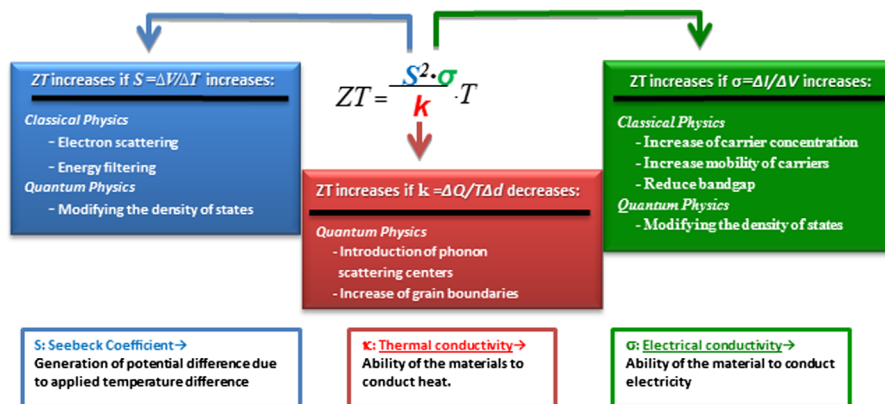 ZT increases if S =ΔV/ΔT increases:
Classical Physics
– Electron scattering
– Energy filtering
Quantum Physics
– Modifying the density of states
ZT = S²·σ / k ·T
ZT increases if k =ΔQ/TΔd decreases:
Quantum Physics
- Introduction of phonon
scattering centers
- Increase of grain boundaries
ZT increases if σ=ΔI/ΔV increases:
Classical Physics
- Increase of carrier concentration
- Increase mobility of carriers
- Reduce bandgap
Quantum Physics
- Modifying the density of states
S: Seebeck Coefficient→
Generation of potential difference due
to applied temperature difference
κ: Thermal conductivity→
Ability of the materials to
conduct heat.
σ: Electrical conductivity→
Ability of the material to conduct
electricity